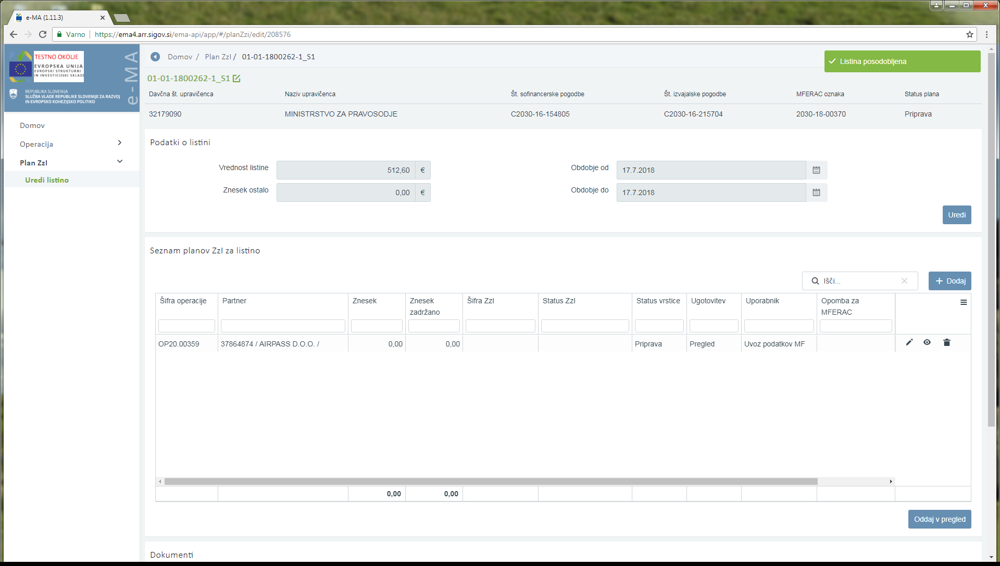 e-MA (1.11.3)
Varno
https://ema4.arr.sigov.si/ema-api/app/#/planZzi/edit/208576
TESTNO OKOLJE
EVROPSKA UNIJA
EVROPSKI STRUKTURNI
IN INVESTICIJSKI SKLAD
e-MA
REPUBLIKA SLOVENIJA
SLUŽBA VLADE REPUBLIKE SLOVENIJE ZA RAZVOJ
IN EVROPSKO KOHEZIJSKO POLITIKO
Domov
Operacija
Plan ZzI
Uredi listino
Domov / Plan ZzI / 01-01-1800262-1_S1
Listina posodobljena
01-01-1800262-1_S1
Davčna št. upravičenca Naziv upravičenca Št. sofinancerske pogodbe Št. izvajalske pogodbe MFERAC oznaka Status plana
32179090 MINISTRSTVO ZA PRAVOSODJE C2030-16-154805 C2030-16-215704 2030-18-00370 Priprava
Podatki o listini
Vrednost listine 512,60 € Obdobje od 17.7.2018
Znesek ostalo 0,00 € Obdobje do 17.7.2018
Uredi
Seznam planov ZzI za listino
Išči...
+ Dodaj
Šifra operacije Partner Znesek Znesek zadržano Šifra ZzI Status ZzI Status vrstice Ugotovitev Uporabnik Opomba za MFERAC
OP20.00359 37864874 / AIRPASS D.O.O. / 0,00 0,00 Priprava Pregled Uvoz podatkov MF
0,00 0,00
Oddaj v pregled
Dokumenti